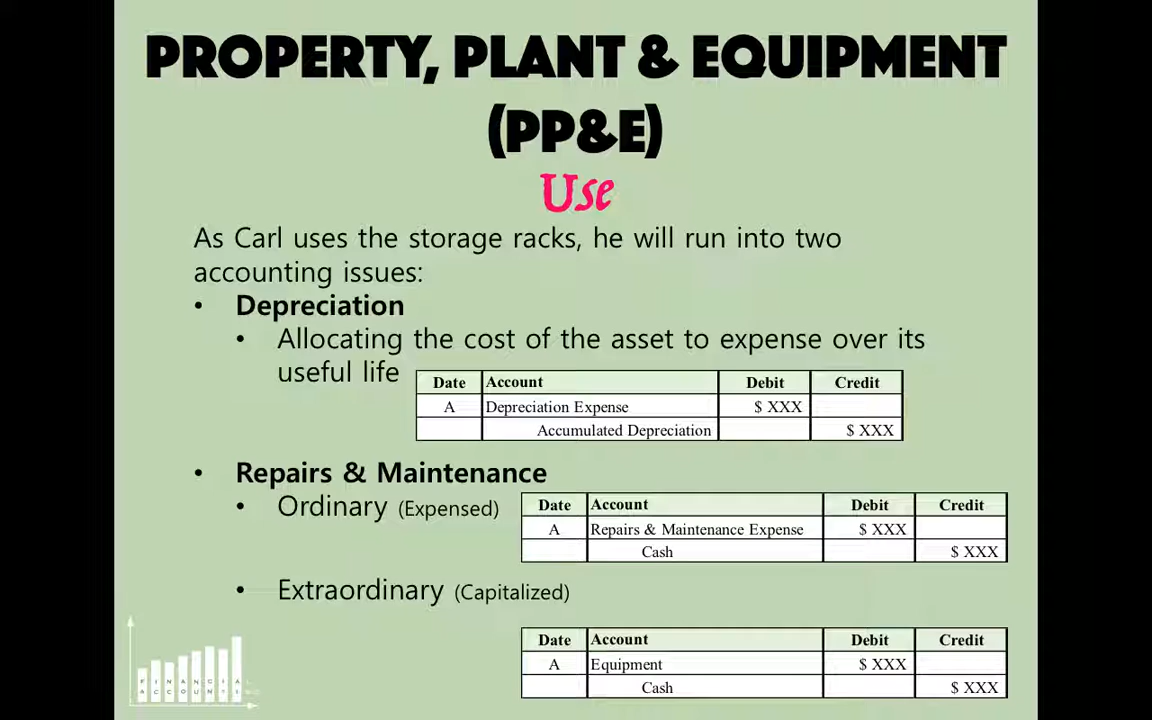 PROPERTY, PLANT & EQUIPMENT
(PP&E)
Use
As Carl uses the storage racks, he will run into two
accounting issues:
• Depreciation
• Allocating the cost of the asset to expense over its
useful life
Date Account Debit Credit
A Depreciation Expense $ XXX
Accumulated Depreciation $ XXX
• Repairs & Maintenance
• Ordinary (Expensed)
Date Account Debit Credit
A Repairs & Maintenance Expense $ XXX
Cash $ XXX
• Extraordinary (Capitalized)
Date Account Debit Credit
A Equipment $ XXX
Cash $ XXX
FINANCIAL